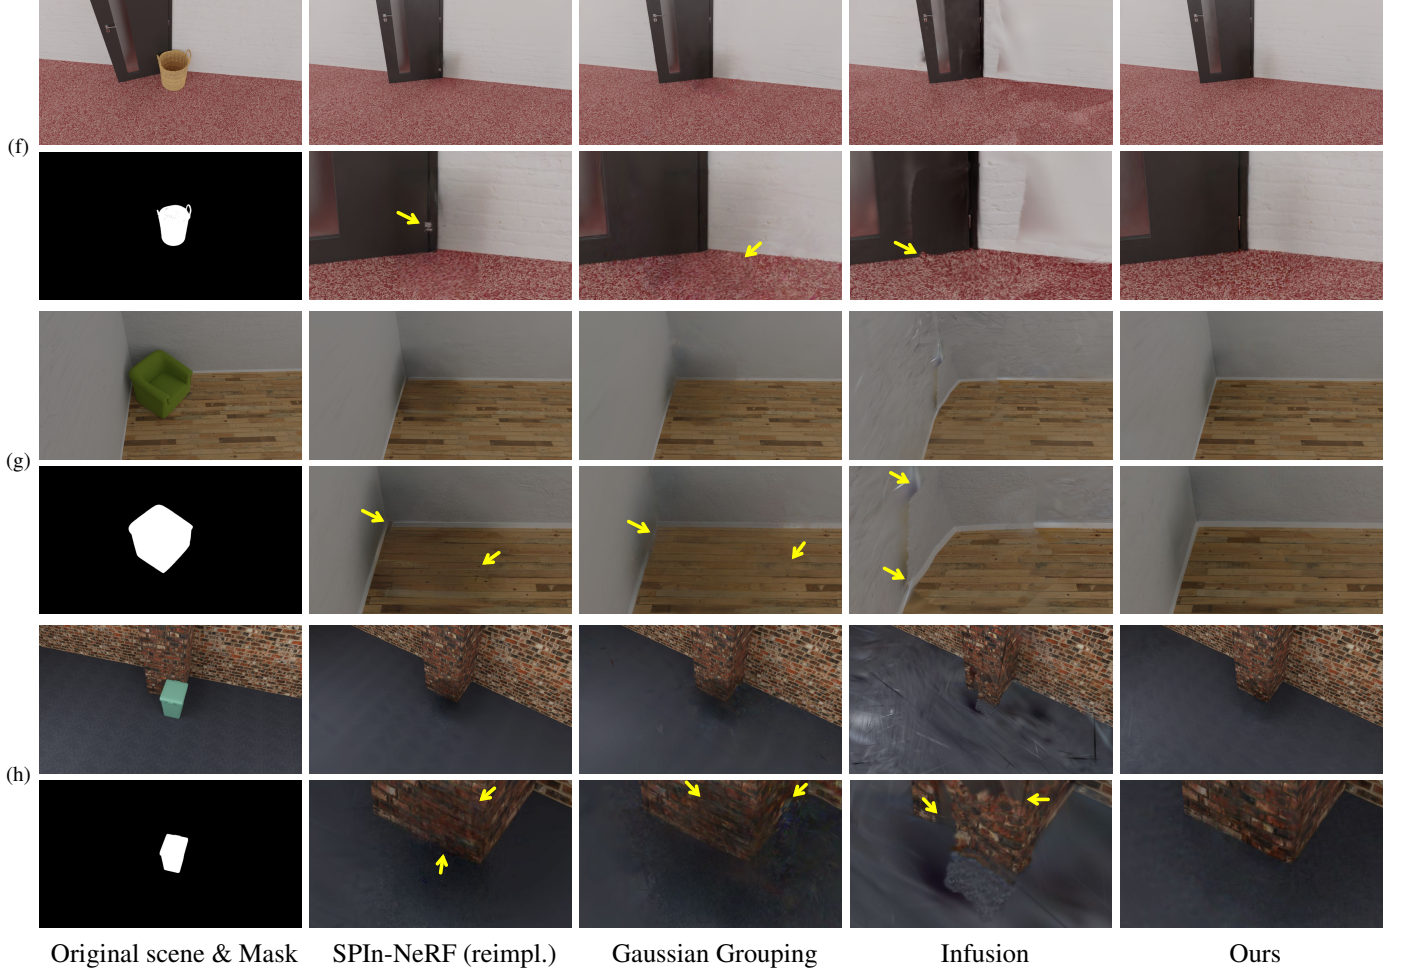 (f)
(g)
(h)
Original scene & Mask
SPIn-NeRF (reimpl.)
Gaussian Grouping
Infusion
Ours